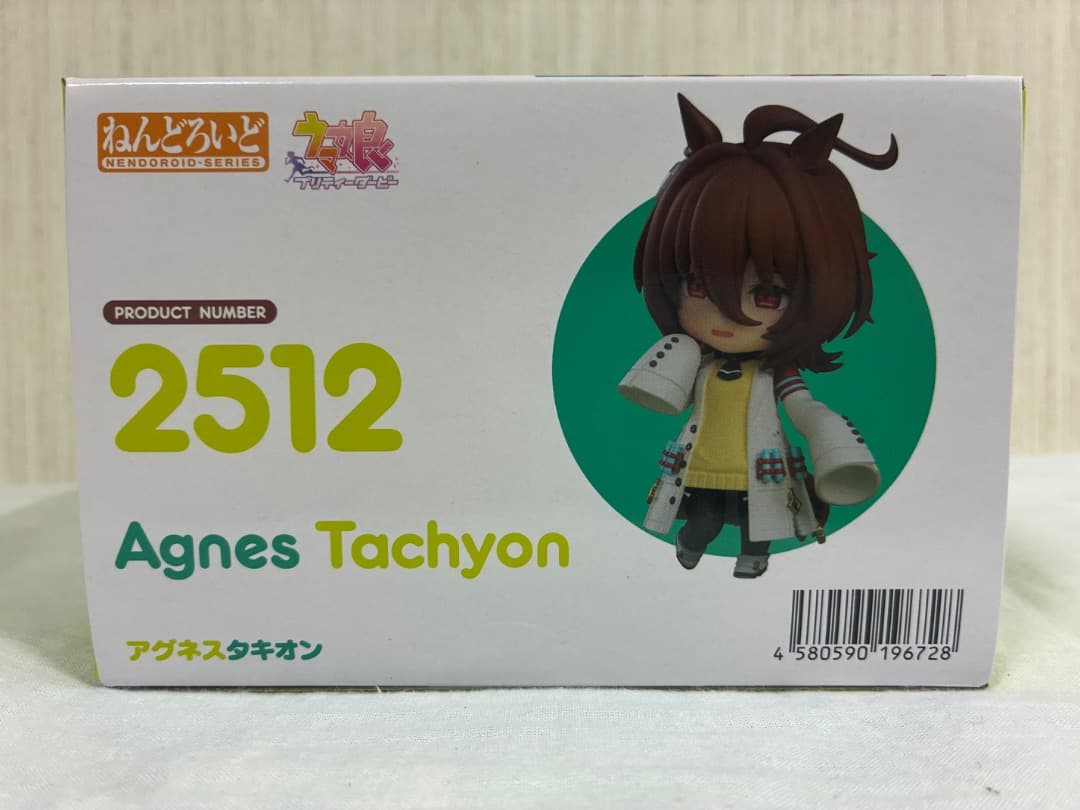 ねんどろいど
NENDOROID-SERIES
ウマ娘
プリティーダービー
PRODUCT NUMBER
2512
Agnes Tachyon
アグネスタキオン
4 580590 196728